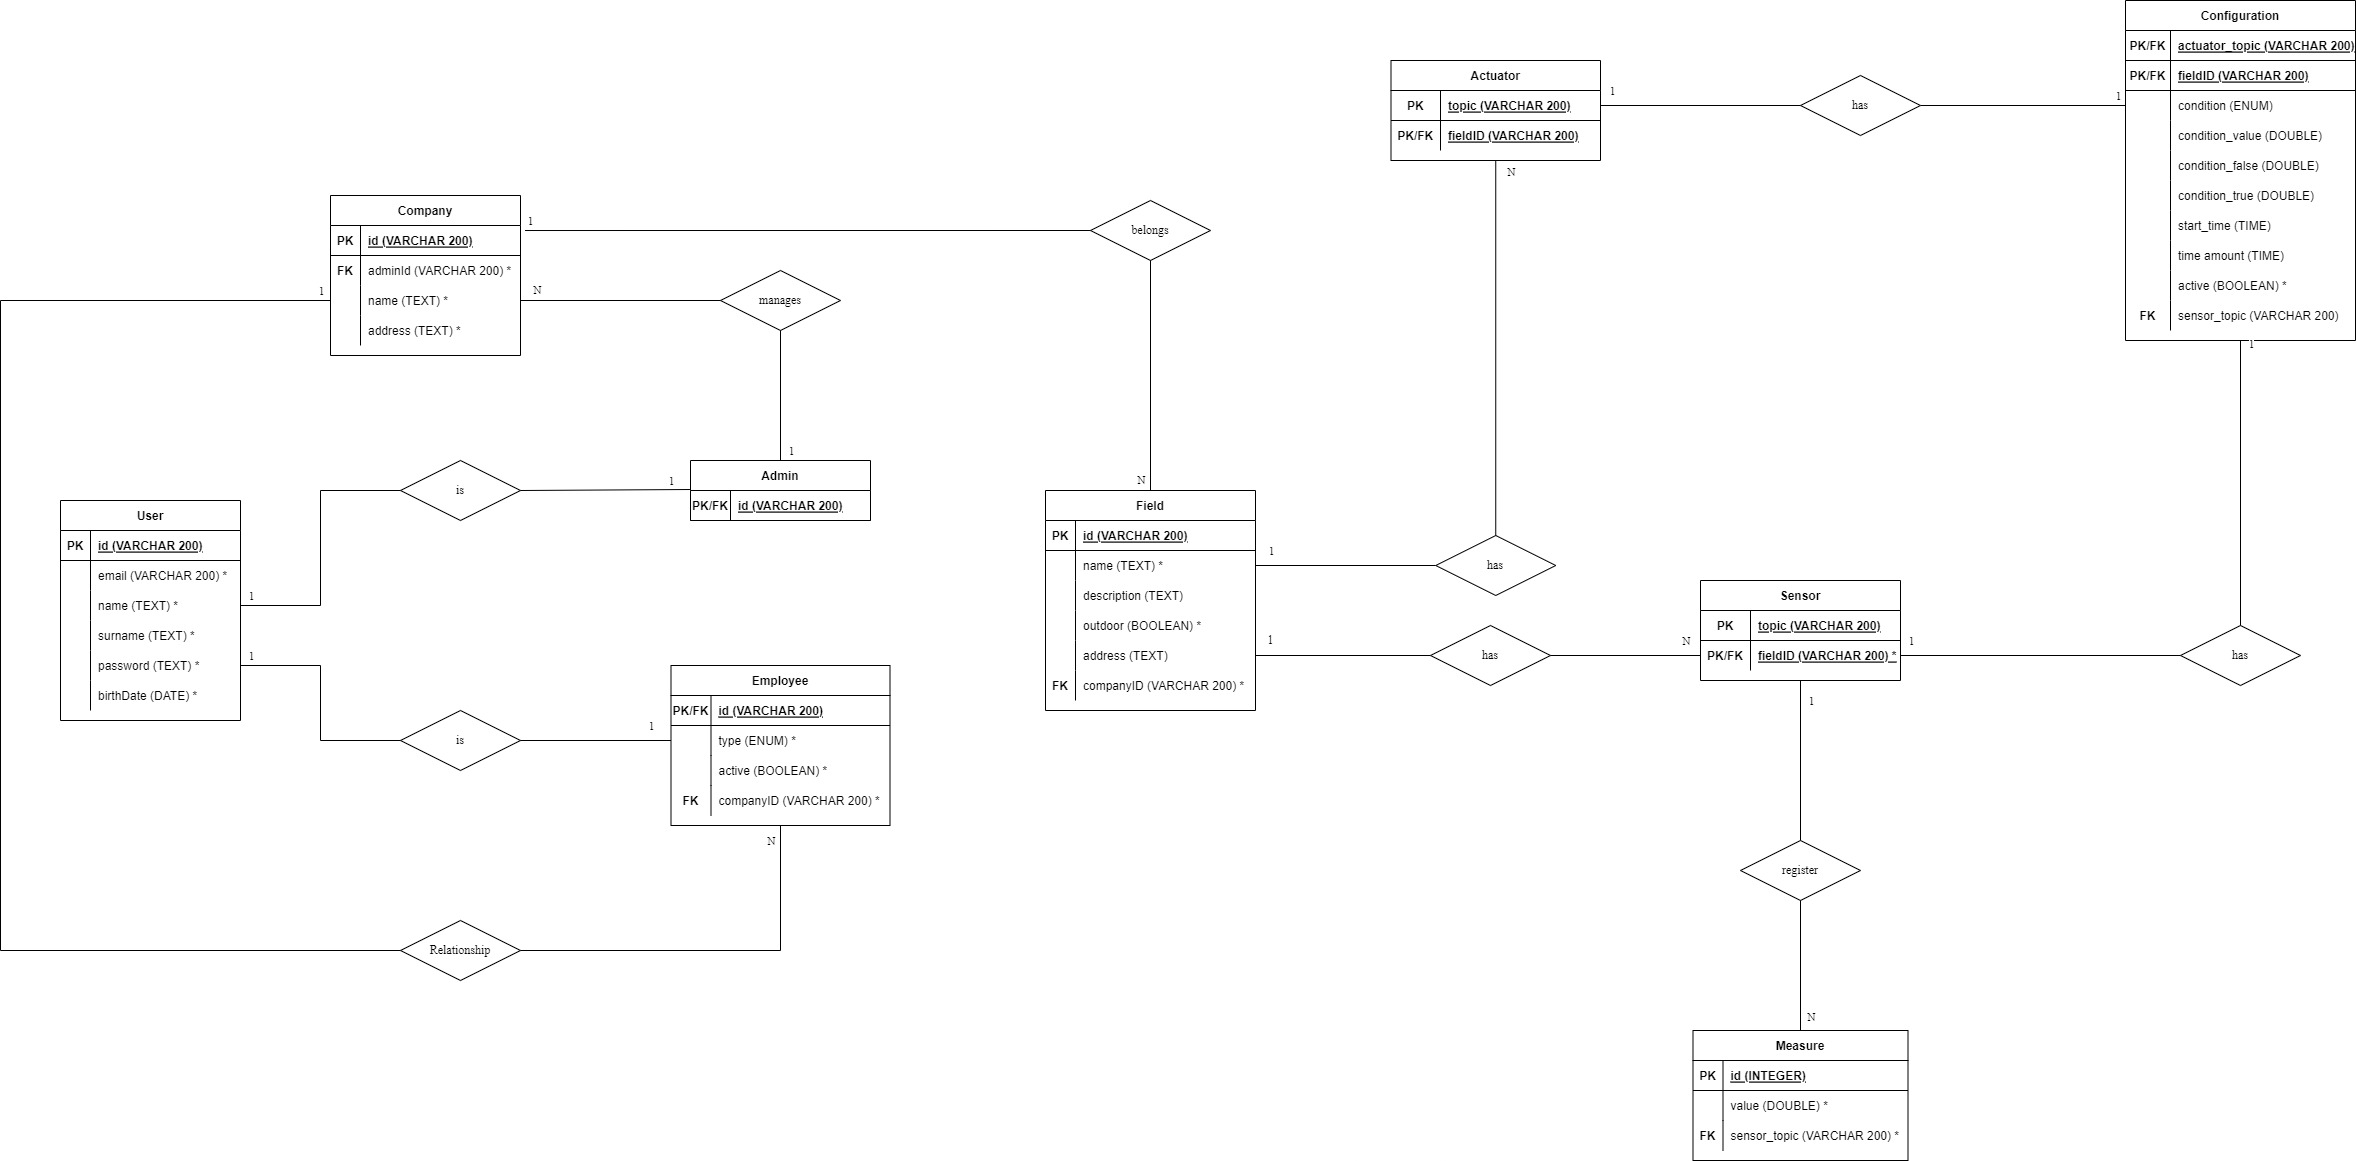 Configuration
PK/FK actuator_topic (VARCHAR 200)
PK/FK fieldID (VARCHAR 200)
condition (ENUM)
condition_value (DOUBLE)
condition_false (DOUBLE)
condition_true (DOUBLE)
start_time (TIME)
time amount (TIME)
active (BOOLEAN) *
FK sensor_topic (VARCHAR 200)
1
1
Actuator
PK topic (VARCHAR 200)
PK/FK fieldID (VARCHAR 200)
1
N
has
Company
PK id (VARCHAR 200)
FK adminId (VARCHAR 200) *
name (TEXT) *
address (TEXT) *
1
1
N
belongs
manages
1
Admin
PK/FK id (VARCHAR 200)
1
is
User
PK id (VARCHAR 200)
email (VARCHAR 200) *
name (TEXT) *
surname (TEXT) *
password (TEXT) *
birthDate (DATE) *
1
1
is
1
Employee
PK/FK id (VARCHAR 200)
type (ENUM) *
active (BOOLEAN) *
FK companyID (VARCHAR 200) *
N
Relationship
N
Field
PK id (VARCHAR 200)
name (TEXT) *
description (TEXT)
outdoor (BOOLEAN) *
address (TEXT)
FK companyID (VARCHAR 200) *
1
has
1
has
N
Sensor
PK topic (VARCHAR 200)
PK/FK fieldID (VARCHAR 200) *
1
has
1
register
N
Measure
PK id (INTEGER)
value (DOUBLE) *
FK sensor_topic (VARCHAR 200) *